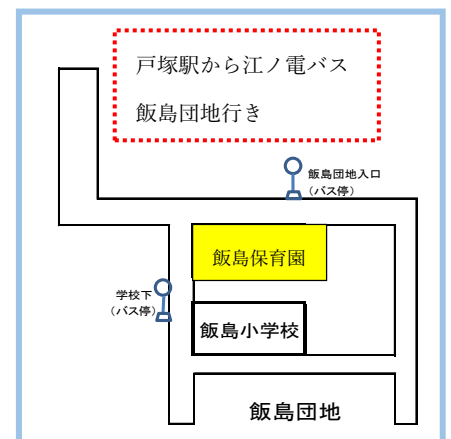 戸塚駅から江ノ電バス
飯島団地行き
飯島団地入口
（バス停）
飯島保育園
学校下
（バス停）
飯島小学校
飯島団地